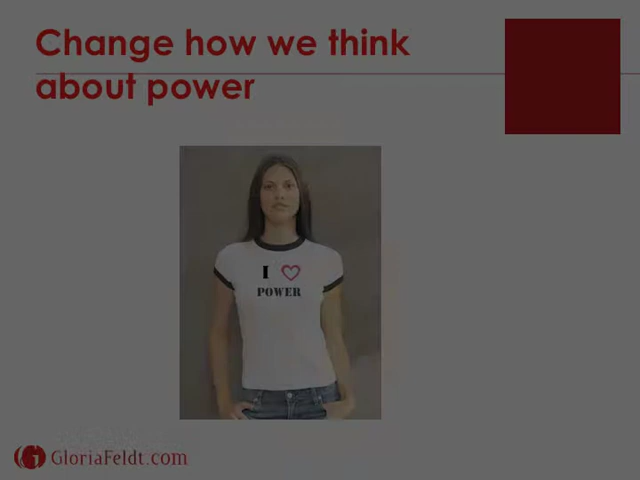 Change how we think
about power
I
POWER
GloriaFeldt.com